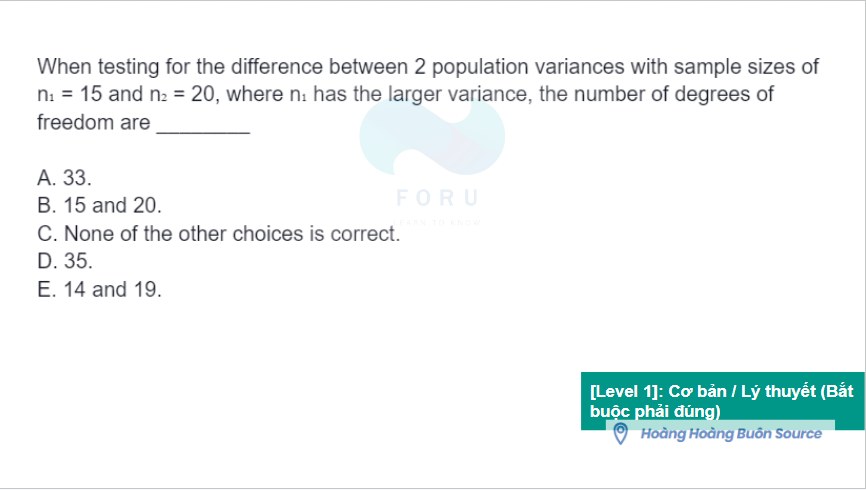 When testing for the difference between 2 population variances with sample sizes of
n₁ = 15 and n₂ = 20, where n₁ has the larger variance, the number of degrees of
freedom are ________
A. 33.
B. 15 and 20.
FORU
C. None of the other choices is correct.
D. 35.
E. 14 and 19.
[Level 1]: Cơ bản / Lý thuyết (Bắt
buộc phải đúng)
Hoàng Hoàng Buôn Source